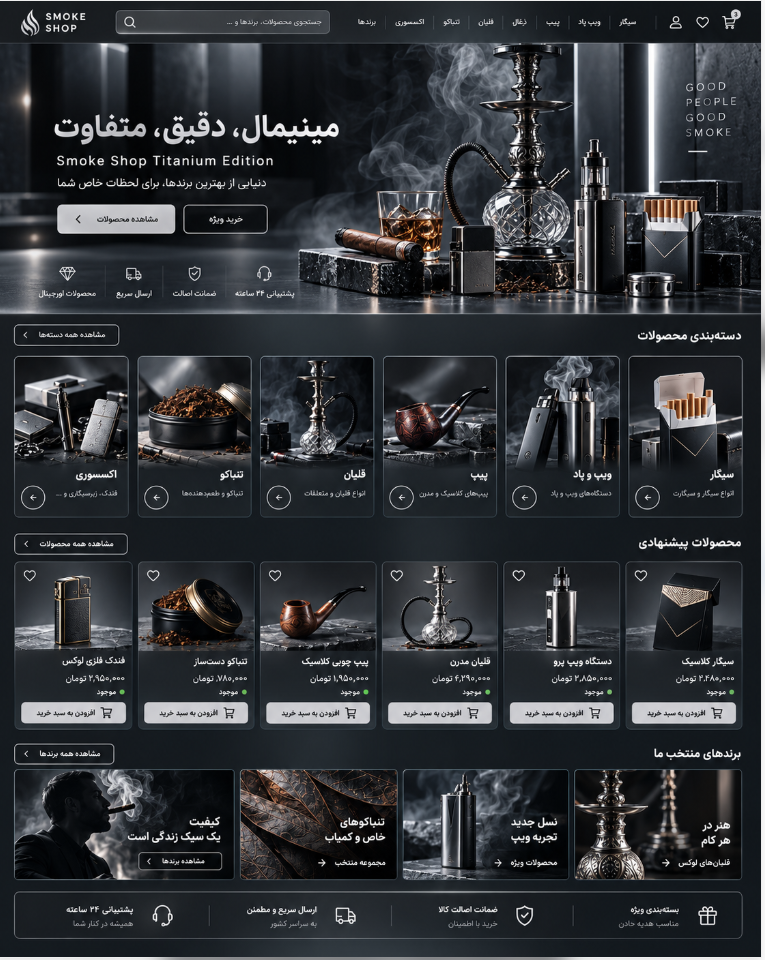 SMOKE
SHOP
جستجوی محصولات، برندها و ...
سیگار
ویپ پاد
پیپ
ذغال
قلیان
تنباکو
اکسسوری
برندها
3
GOOD
PEOPLE
GOOD
SMOKE
مینیمال، دقیق، متفاوت
Smoke Shop Titanium Edition
دنیایی از بهترین برندها، برای لحظات خاص شما
خرید ویژه
مشاهده محصولات
پشتیبانی ۲۴ ساعته
ضمانت اصالت
ارسال سریع
محصولات اورجینال
دسته‌بندی محصولات
مشاهده همه دسته‌ها
سیگار
انواع سیگار و سیگارت
ویپ و پاد
دستگاه‌های ویپ و پاد
پیپ
پیپ‌های کلاسیک و مدرن
قلیان
انواع قلیان و متعلقات
تنباکو
تنباکو و طعم‌دهنده‌ها
اکسسوری
فندک، زیرسیگاری و ...
محصولات پیشنهادی
مشاهده همه محصولات
سیگار کلاسیک
۲,۴۸۰,۰۰۰ تومان
موجود
افزودن به سبد خرید
دستگاه ویپ پرو
۲,۸۵۰,۰۰۰ تومان
موجود
افزودن به سبد خرید
قلیان مدرن
۴,۲۹۰,۰۰۰ تومان
موجود
افزودن به سبد خرید
پیپ چوبی کلاسیک
۱,۹۵۰,۰۰۰ تومان
موجود
افزودن به سبد خرید
تنباکو دست‌ساز
۷۸۰,۰۰۰ تومان
موجود
افزودن به سبد خرید
فندک فلزی لوکس
۲,۹۵۰,۰۰۰ تومان
موجود
افزودن به سبد خرید
برندهای منتخب ما
مشاهده همه برندها
هنر در
هر کام
قلیان‌های لوکس
نسل جدید
تجربه ویپ
محصولات ویژه
تنباکوهای
خاص و کمیاب
مجموعه منتخب
کیفیت
یک سبک زندگی است
مشاهده برندها
بسته‌بندی ویژه
مناسب هدیه دادن
ضمانت اصالت کالا
خرید با اطمینان
ارسال سریع و مطمئن
به سراسر کشور
پشتیبانی ۲۴ ساعته
همیشه در کنار شما